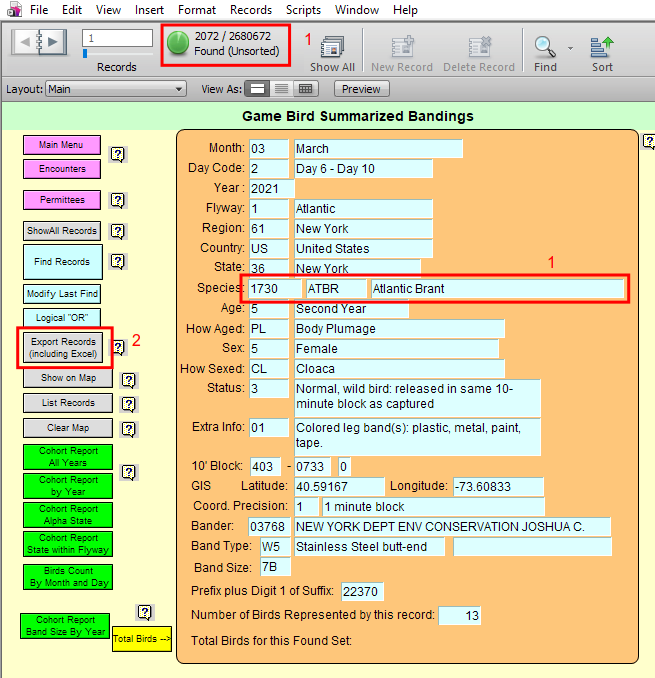 File Edit View Insert Format Records Scripts Window Help
1
Records
2072 / 2680672
Found (Unsorted)
1
Show All
New Record
Delete Record
Find
Sort
Layout: Main
View As:
Preview
Game Bird Summarized Bandings
Main Menu
?
Encounters
Permittees
?
ShowAll Records
?
Find Records
?
Modify Last Find
Logical "OR"
Export Records
(including Excel)
?
2
Show on Map
?
List Records
?
Clear Map
?
Cohort Report
All Years
?
Cohort Report
by Year
Cohort Report
Alpha State
Cohort Report
State within Flyway
Birds Count
By Month and Day
?
Cohort Report
Band Size By Year
Total Birds -->
?
Month: 03 March
Day Code: 2 Day 6 - Day 10
Year : 2021
Flyway: 1 Atlantic
Region: 61 New York
Country: US United States
State: 36 New York
1
Species: 1730 ATBR Atlantic Brant
Age: 5 Second Year
How Aged: PL Body Plumage
Sex: 5 Female
How Sexed: CL Cloaca
Status: 3 Normal, wild bird: released in same 10-
minute block as captured
Extra Info: 01 Colored leg band(s): plastic, metal, paint,
tape.
10' Block: 403 - 0733 0
GIS Latitude: 40.59167 Longitude: -73.60833
Coord. Precision: 1 1 minute block
Bander: 03768 NEW YORK DEPT ENV CONSERVATION JOSHUA C.
Band Type: W5 Stainless Steel butt-end
Band Size: 7B
Prefix plus Digit 1 of Suffix: 22370
Number of Birds Represented by this record: 13
Total Birds for this Found Set: